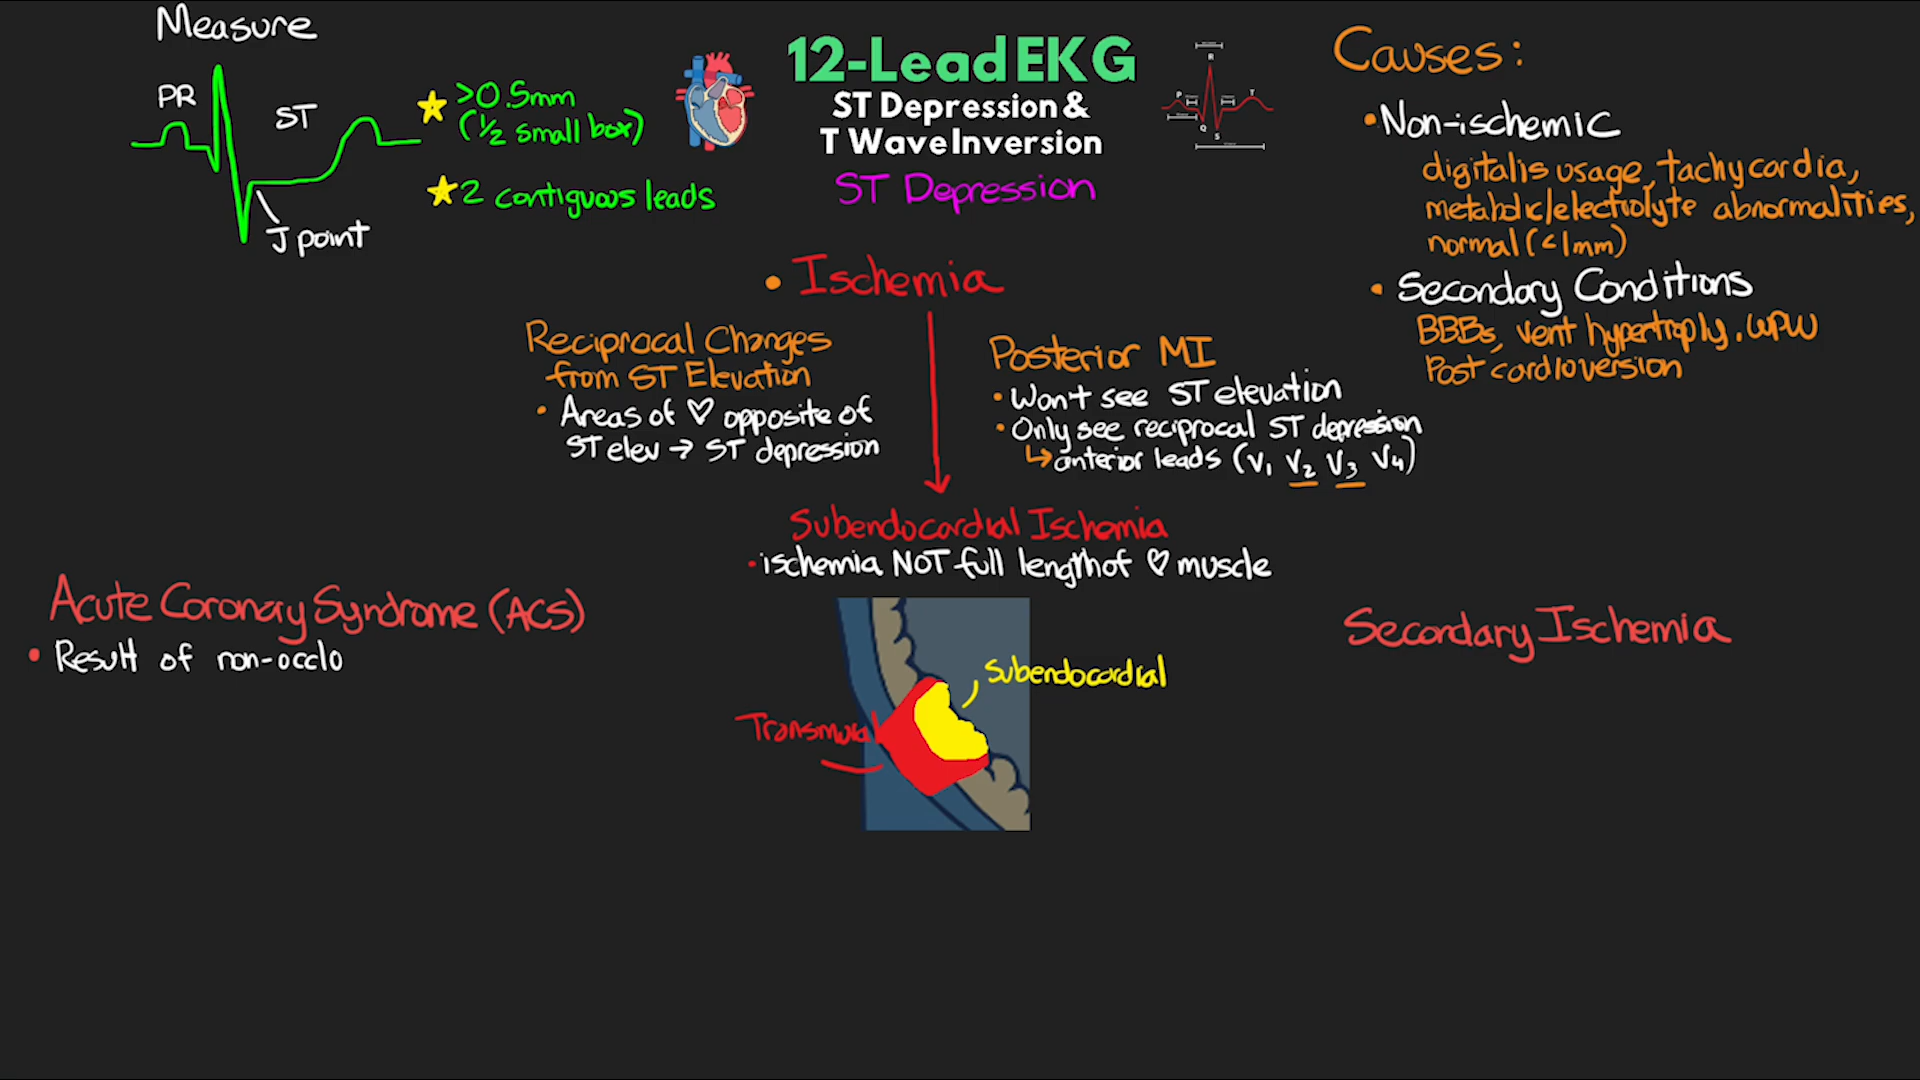 Measure
PR
ST
J point
>0.5mm
(1/2 small box)
2 contiguous leads
12-Lead EKG
ST Depression &
T Wave Inversion
ST Depression
R
P
T
Q
S
Causes:
• Non-ischemic
digitalis usage, tachycardia,
metabolic/electrolyte abnormalities,
normal (<1mm)
• Secondary Conditions
BBBs, vent hypertrophy, WPW
Post cardioversion
• Ischemia
Reciprocal Changes
from ST Elevation
• Areas of ♡ opposite of
ST elev → ST depression
Posterior MI
• Won't see ST elevation
• Only see reciprocal ST depression
↳ anterior leads (V1 V2 V3 V4)
Subendocardial Ischemia
• ischemia NOT full length of ♡ muscle
Acute Coronary Syndrome (ACS)
• Result of non-occlo
Subendocardial
Transmural
Secondary Ischemia